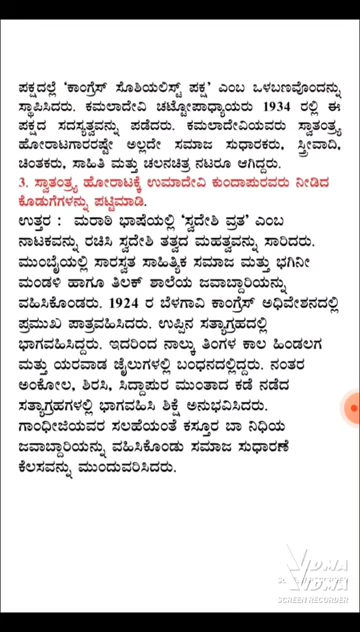 ಪಕ್ಷದಲ್ಲೆ 'ಕಾಂಗ್ರೆಸ್ ಸೊಶಿಯಲಿಸ್ಟ್ ಪಕ್ಷ' ಎಂಬ ಒಳಬಣವೊಂದನ್ನು
ಸ್ಥಾಪಿಸಿದರು. ಕಮಲಾದೇವಿ ಚಟ್ಟೋಪಾಧ್ಯಾಯರು 1934 ರಲ್ಲಿ ಈ
ಪಕ್ಷದ ಸದಸ್ಯತ್ವವನ್ನು ಪಡೆದರು. ಕಮಲಾದೇವಿಯವರು ಸ್ವಾತಂತ್ರ್ಯ
ಹೋರಾಟಗಾರರಷ್ಟೇ ಅಲ್ಲದೇ ಸಮಾಜ ಸುಧಾರಕರು, ಸ್ತ್ರೀವಾದಿ,
ಚಿಂತಕರು, ಸಾಹಿತಿ ಮತ್ತು ಚಲನಚಿತ್ರ ನಟರೂ ಆಗಿದ್ದರು.
3. ಸ್ವಾತಂತ್ರ್ಯ ಹೋರಾಟಕ್ಕೆ ಉಮಾದೇವಿ ಕುಂದಾಪುರವರು ನೀಡಿದ
ಕೊಡುಗೆಗಳನ್ನು ಪಟ್ಟಿಮಾಡಿ.
ಉತ್ತರ : ಮರಾಠಿ ಭಾಷೆಯಲ್ಲಿ 'ಸ್ವದೇಶಿ ವ್ರತ' ಎಂಬ
ನಾಟಕವನ್ನು ರಚಿಸಿ ಸ್ವದೇಶಿ ತತ್ವದ ಮಹತ್ವವನ್ನು ಸಾರಿದರು.
ಮುಂಬೈಯಲ್ಲಿ ಸಾರಸ್ವತ ಸಾಹಿತ್ಯಿಕ ಸಮಾಜ ಮತ್ತು ಭಗಿನೀ
ಮಂಡಳಿ ಹಾಗೂ ತಿಲಕ್ ಶಾಲೆಯ ಜವಾಬ್ದಾರಿಯನ್ನು
ವಹಿಸಿಕೊಂಡರು. 1924 ರ ಬೆಳಗಾವಿ ಕಾಂಗ್ರೆಸ್ ಅಧಿವೇಶನದಲ್ಲಿ
ಪ್ರಮುಖ ಪಾತ್ರವಹಿಸಿದರು. ಉಪ್ಪಿನ ಸತ್ಯಾಗ್ರಹದಲ್ಲಿ
ಭಾಗವಹಿಸಿದ್ದರು. ಇದರಿಂದ ನಾಲ್ಕು ತಿಂಗಳ ಕಾಲ ಹಿಂಡಲಗ
ಮತ್ತು ಯರವಾಡ ಜೈಲುಗಳಲ್ಲಿ ಬಂಧನದಲ್ಲಿದ್ದರು. ನಂತರ
ಅಂಕೋಲ, ಶಿರಸಿ, ಸಿದ್ದಾಪುರ ಮುಂತಾದ ಕಡೆ ನಡೆದ
ಸತ್ಯಾಗ್ರಹಗಳಲ್ಲಿ ಭಾಗವಹಿಸಿ ಶಿಕ್ಷೆ ಅನುಭವಿಸಿದರು.
ಗಾಂಧೀಜಿಯವರ ಸಲಹೆಯಂತೆ ಕಸ್ತೂರ ಬಾ ನಿಧಿಯ
ಜವಾಬ್ದಾರಿಯನ್ನು ವಹಿಸಿಕೊಂಡು ಸಮಾಜ ಸುಧಾರಣೆ
ಕೆಲಸವನ್ನು ಮುಂದುವರಿಸಿದರು.
VIDMA
SCREEN RECORDER